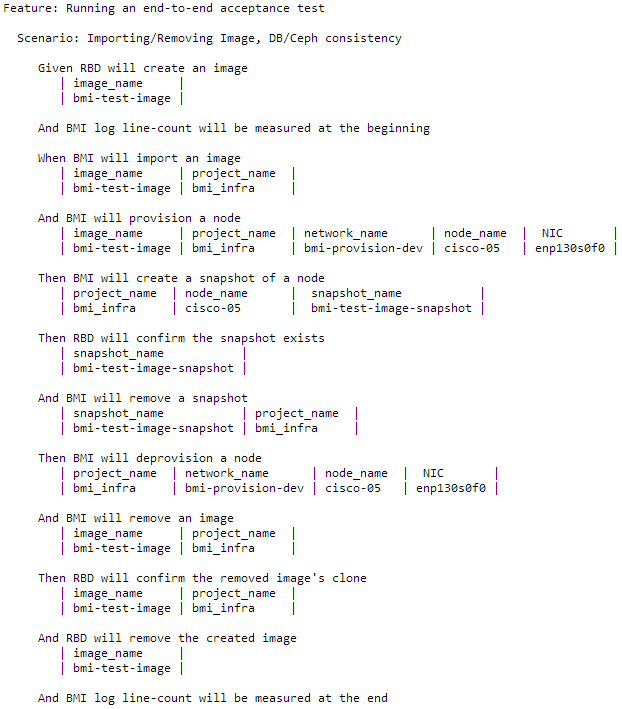 Feature: Running an end-to-end acceptance test
Scenario: Importing/Removing Image, DB/Ceph consistency
Given RBD will create an image
| image_name |
| bmi-test-image |
And BMI log line-count will be measured at the beginning
When BMI will import an image
| image_name | project_name |
| bmi-test-image | bmi_infra |
And BMI will provision a node
| image_name | project_name | network_name | node_name | NIC |
| bmi-test-image | bmi_infra | bmi-provision-dev | cisco-05 | enp130s0f0 |
Then BMI will create a snapshot of a node
| project_name | node_name | snapshot_name |
| bmi_infra | cisco-05 | bmi-test-image-snapshot |
Then RBD will confirm the snapshot exists
| snapshot_name |
| bmi-test-image-snapshot |
And BMI will remove a snapshot
| snapshot_name | project_name |
| bmi-test-image-snapshot | bmi_infra |
Then BMI will deprovision a node
| project_name | network_name | node_name | NIC |
| bmi_infra | bmi-provision-dev | cisco-05 | enp130s0f0 |
And BMI will remove an image
| image_name | project_name |
| bmi-test-image | bmi_infra |
Then RBD will confirm the removed image's clone
| image_name | project_name |
| bmi-test-image | bmi_infra |
And RBD will remove the created image
| image_name |
| bmi-test-image |
And BMI log line-count will be measured at the end